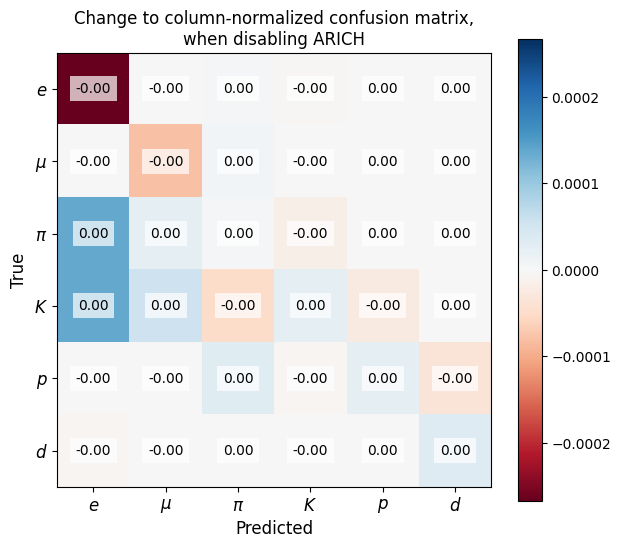 Change to column-normalized confusion matrix,
when disabling ARICH
e -0.00 -0.00 0.00 -0.00 0.00 0.00
μ -0.00 -0.00 0.00 -0.00 0.00 0.00
π 0.00 0.00 0.00 -0.00 0.00 0.00
K 0.00 0.00 -0.00 0.00 -0.00 0.00
p -0.00 -0.00 0.00 -0.00 0.00 -0.00
d -0.00 -0.00 0.00 -0.00 0.00 0.00
e μ π K p d
Predicted
True
0.0002
0.0001
0.0000
−0.0001
−0.0002